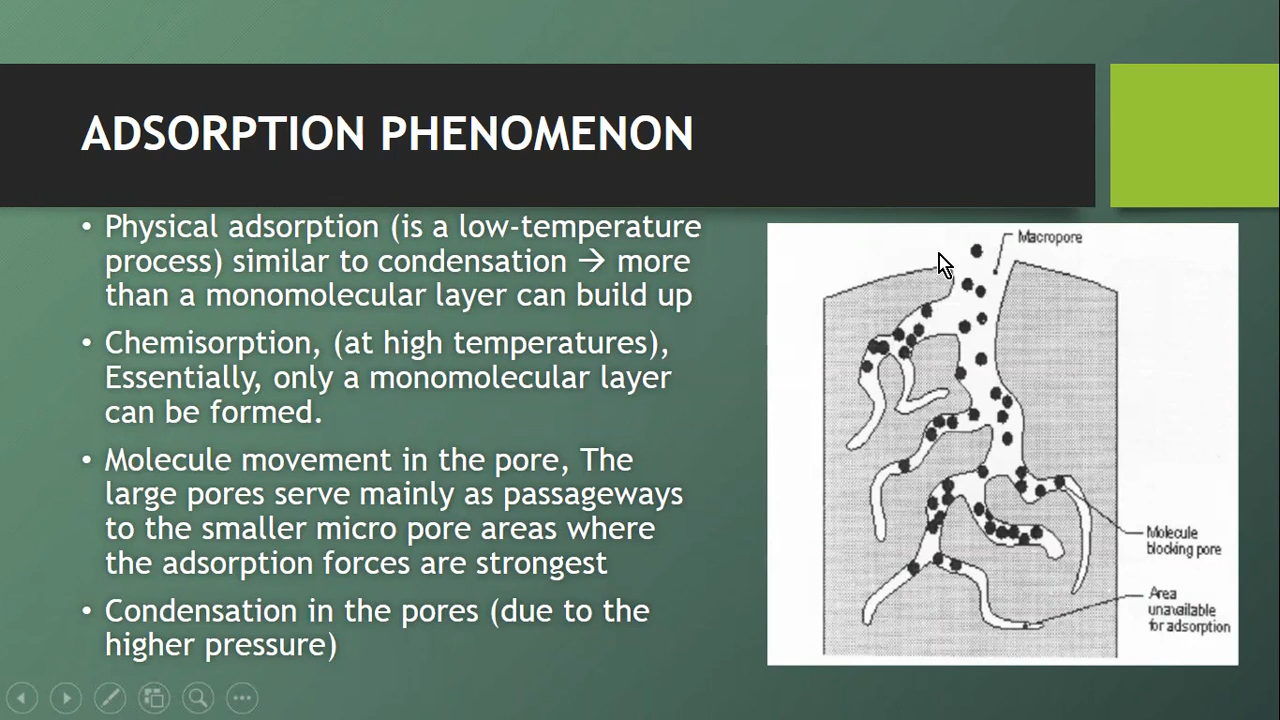 ADSORPTION PHENOMENON
• Physical adsorption (is a low-temperature
process) similar to condensation → more
than a monomolecular layer can build up
• Chemisorption, (at high temperatures),
Essentially, only a monomolecular layer
can be formed.
• Molecule movement in the pore, The
large pores serve mainly as passageways
to the smaller micro pore areas where
the adsorption forces are strongest
• Condensation in the pores (due to the
higher pressure)
Macropore
Molecule
blocking pore
Area
unavailable
for adsorption